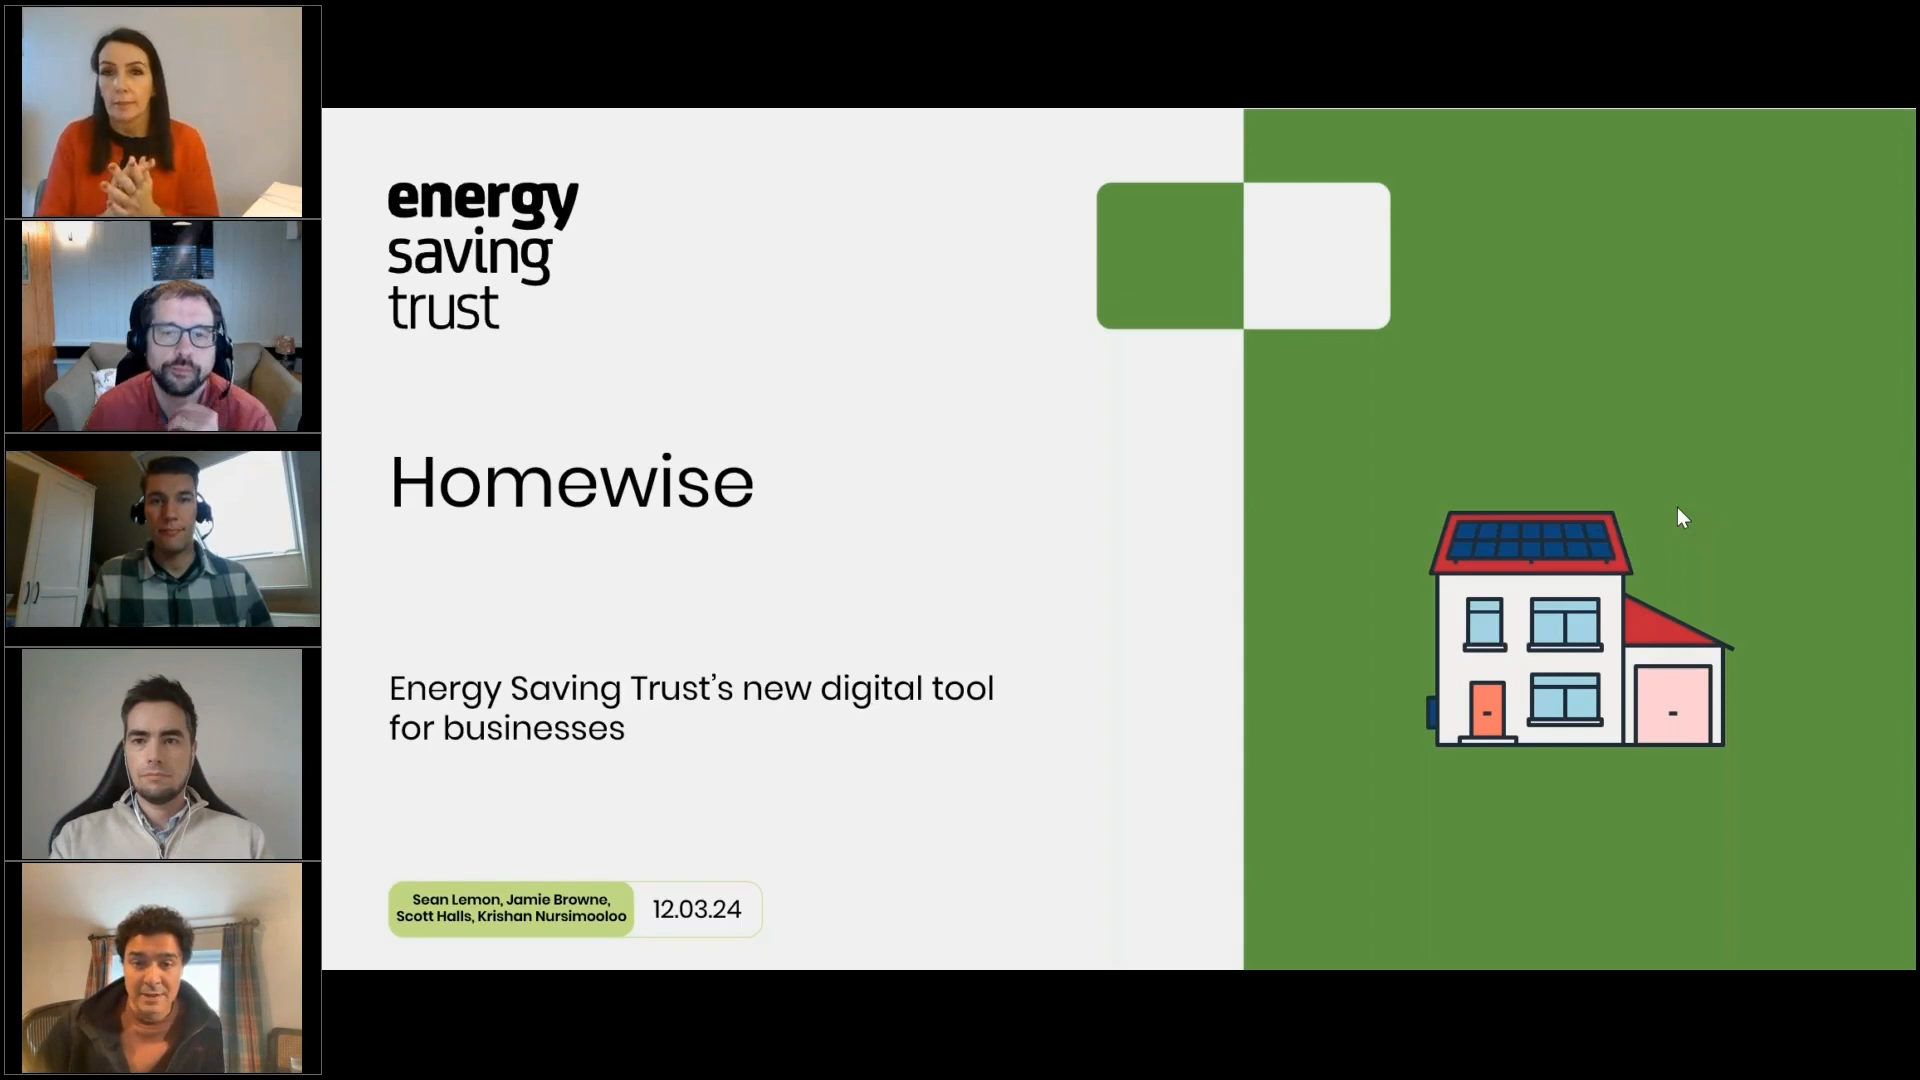 energy
saving
trust
Homewise
Energy Saving Trust’s new digital tool
for businesses
Sean Lemon, Jamie Browne,
Scott Halls, Krishan Nursimooloo
12.03.24